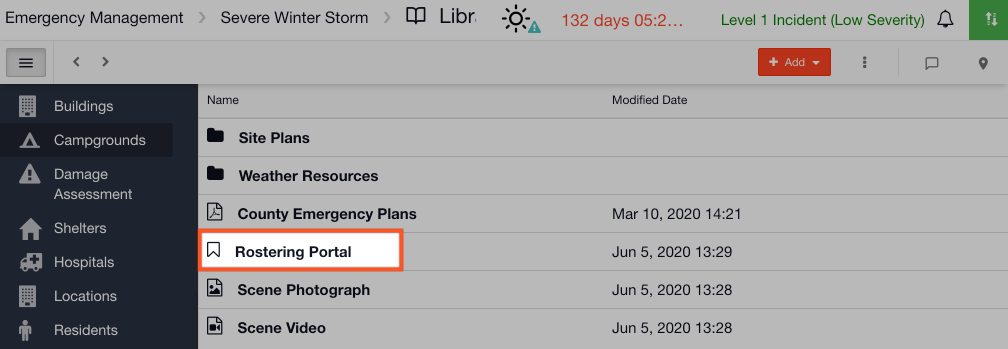 Emergency Management > Severe Winter Storm > Libra 132 days 05:2... Level 1 Incident (Low Severity)
+ Add
Name Modified Date
Buildings
Campgrounds
Damage
Assessment
Shelters
Hospitals
Locations
Residents
Site Plans
Weather Resources
County Emergency Plans Mar 10, 2020 14:21
Rostering Portal Jun 5, 2020 13:29
Scene Photograph Jun 5, 2020 13:28
Scene Video Jun 5, 2020 13:28